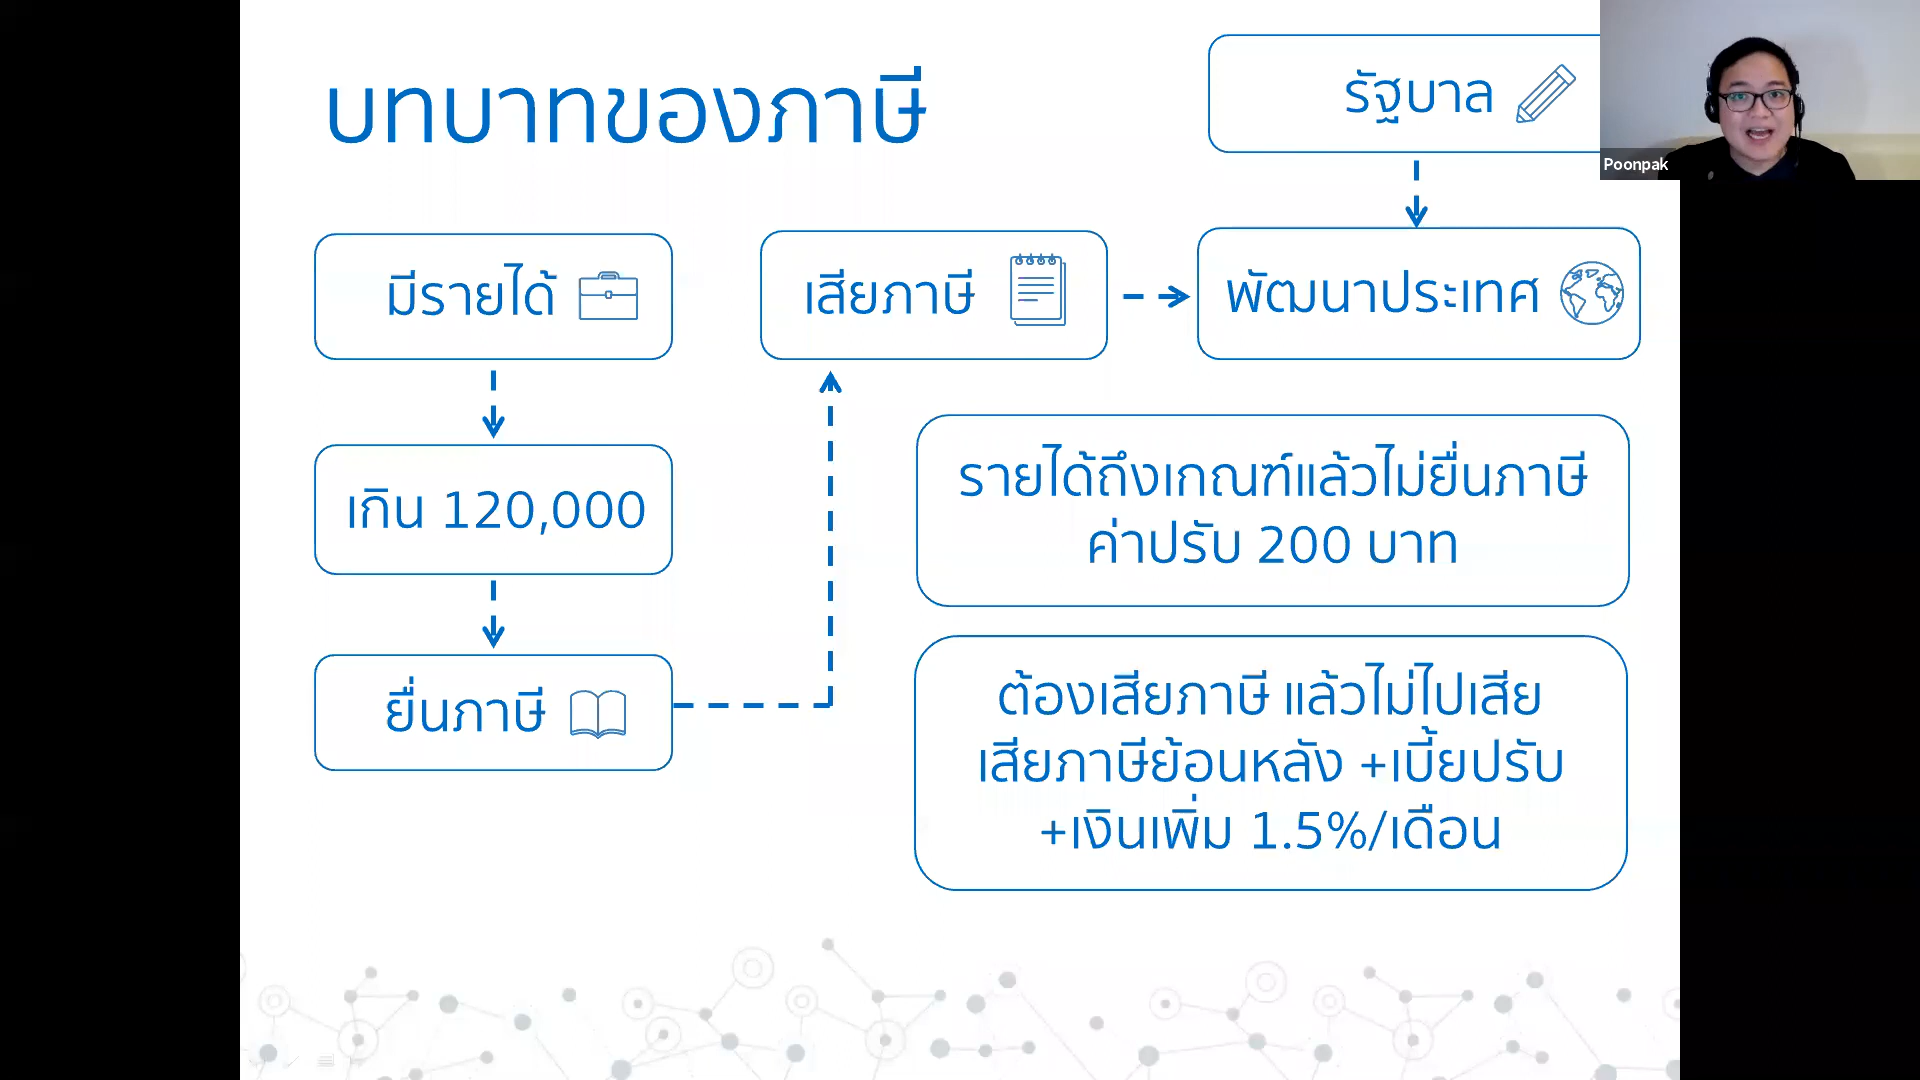 บทบาทของภาษี
รัฐบาล
Poonpak
มีรายได้
เสียภาษี
พัฒนาประเทศ
เกิน 120,000
รายได้ถึงเกณฑ์แล้วไม่ยื่นภาษี
ค่าปรับ 200 บาท
ยื่นภาษี
ต้องเสียภาษี แล้วไม่ไปเสีย
เสียภาษีย้อนหลัง +เบี้ยปรับ
+เงินเพิ่ม 1.5%/เดือน